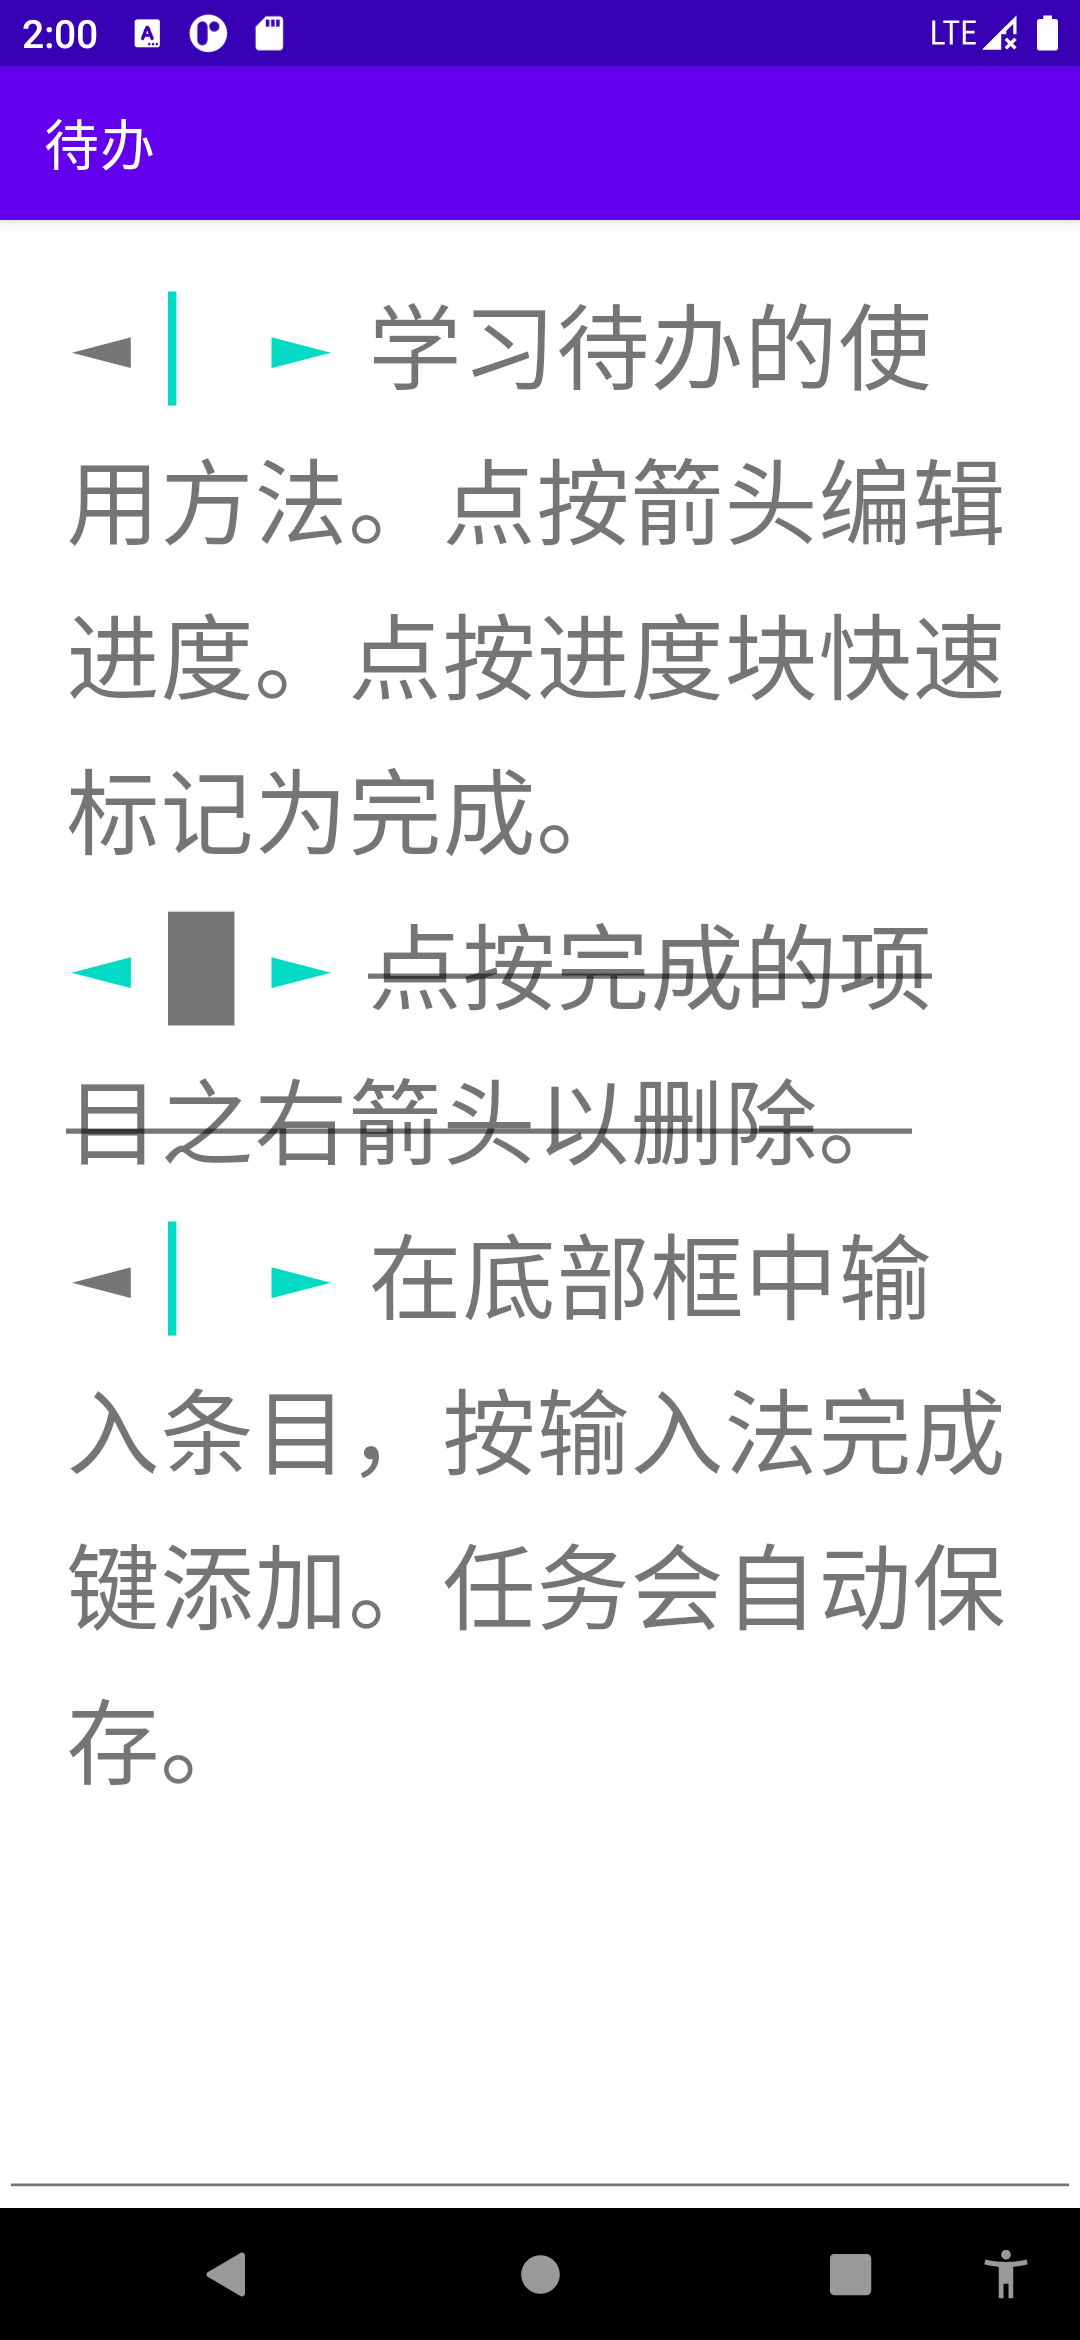 2:00 LTE
待办
学习待办的使
用方法。点按箭头编辑
进度。点按进度块快速
标记为完成。
点按完成的项
目之右箭头以删除。
在底部框中输
入条目，按输入法完成
键添加。任务会自动保
存。